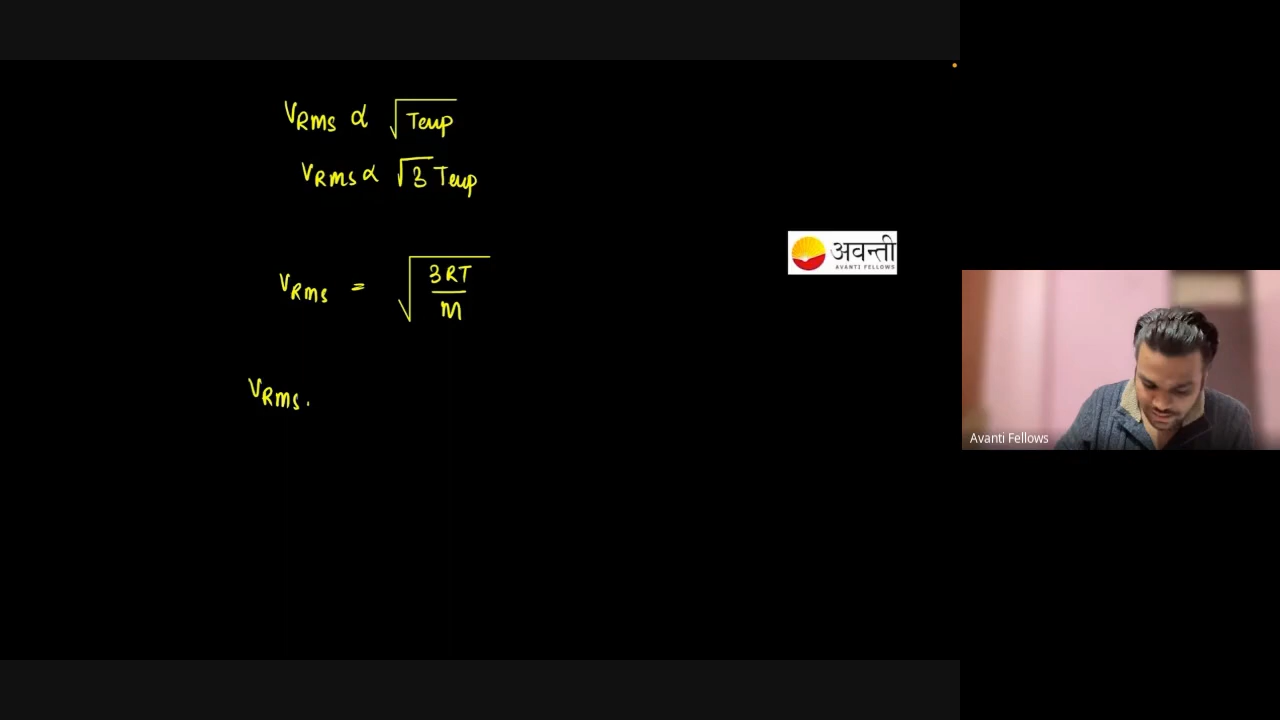 VRms α √Temp
VRms α √3 Temp
VRms = √(3RT/M)
VRms.
अवन्ती
AVANTI FELLOWS
Avanti Fellows